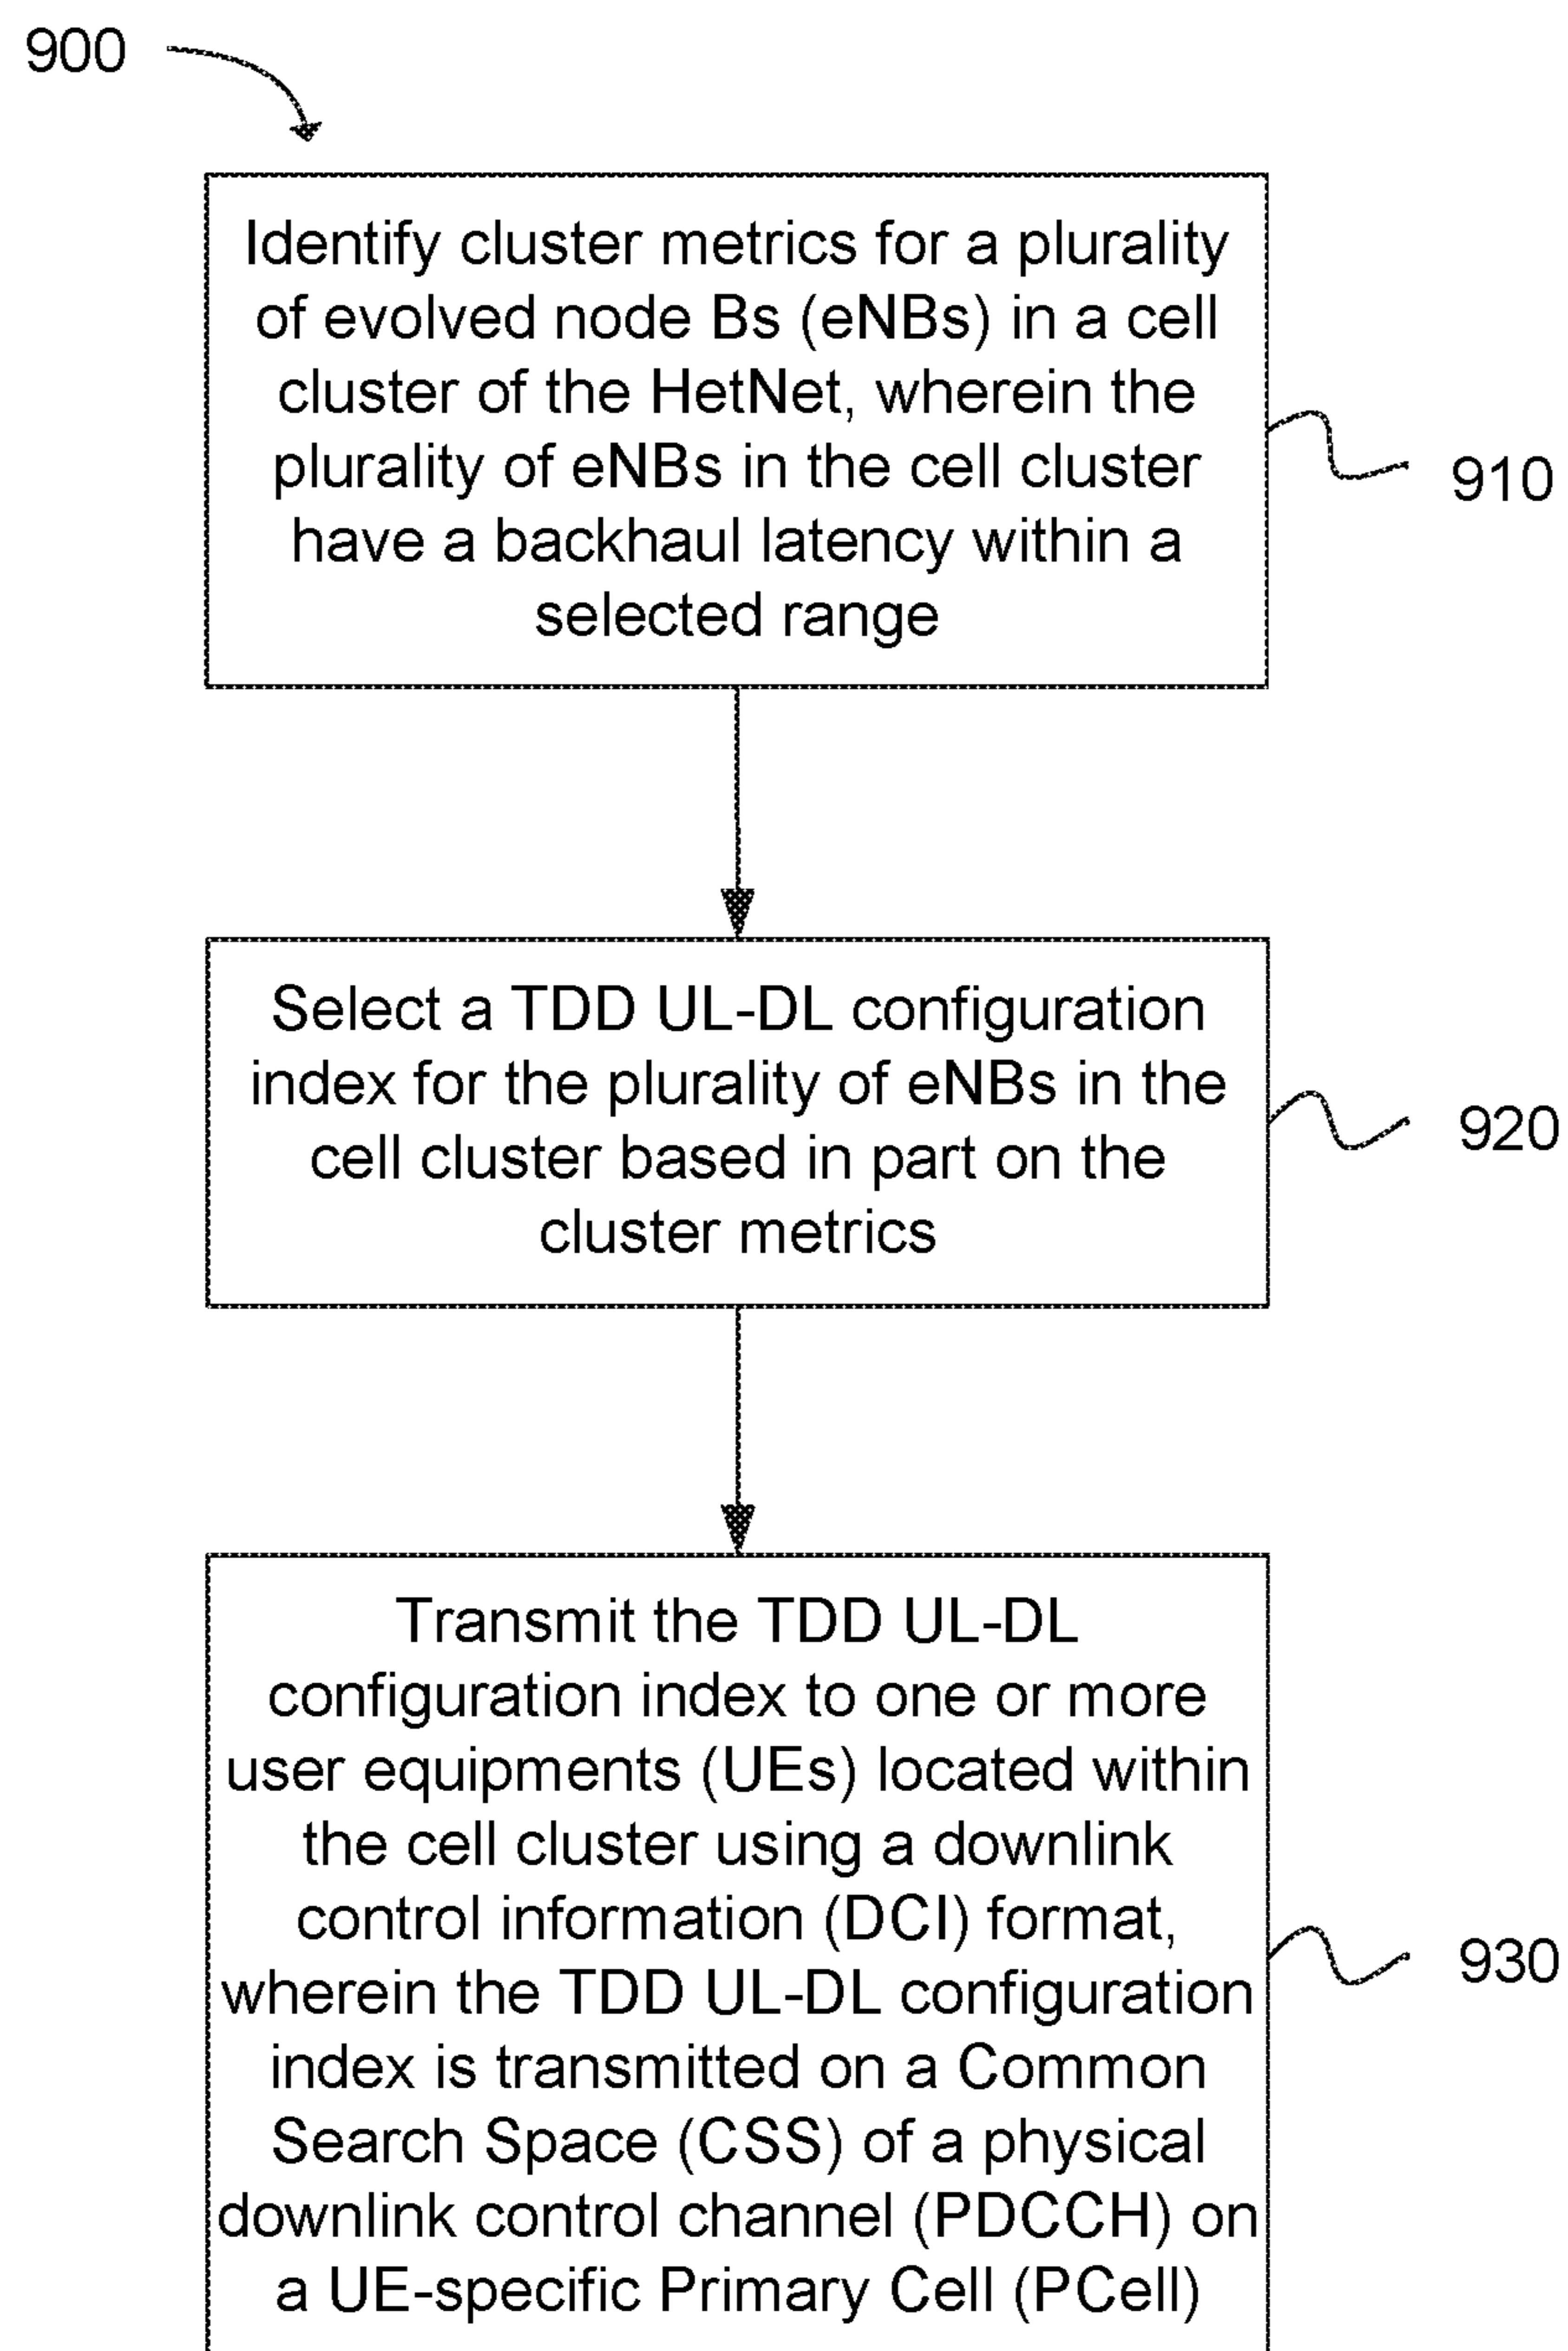 900
Identify cluster metrics for a plurality
of evolved node Bs (eNBs) in a cell
cluster of the HetNet, wherein the
plurality of eNBs in the cell cluster
have a backhaul latency within a
selected range
910
Select a TDD UL-DL configuration
index for the plurality of eNBs in the
cell cluster based in part on the
cluster metrics
920
Transmit the TDD UL-DL
configuration index to one or more
user equipments (UEs) located within
the cell cluster using a downlink
control information (DCI) format,
wherein the TDD UL-DL configuration
index is transmitted on a Common
Search Space (CSS) of a physical
downlink control channel (PDCCH) on
a UE-specific Primary Cell (PCell)
930